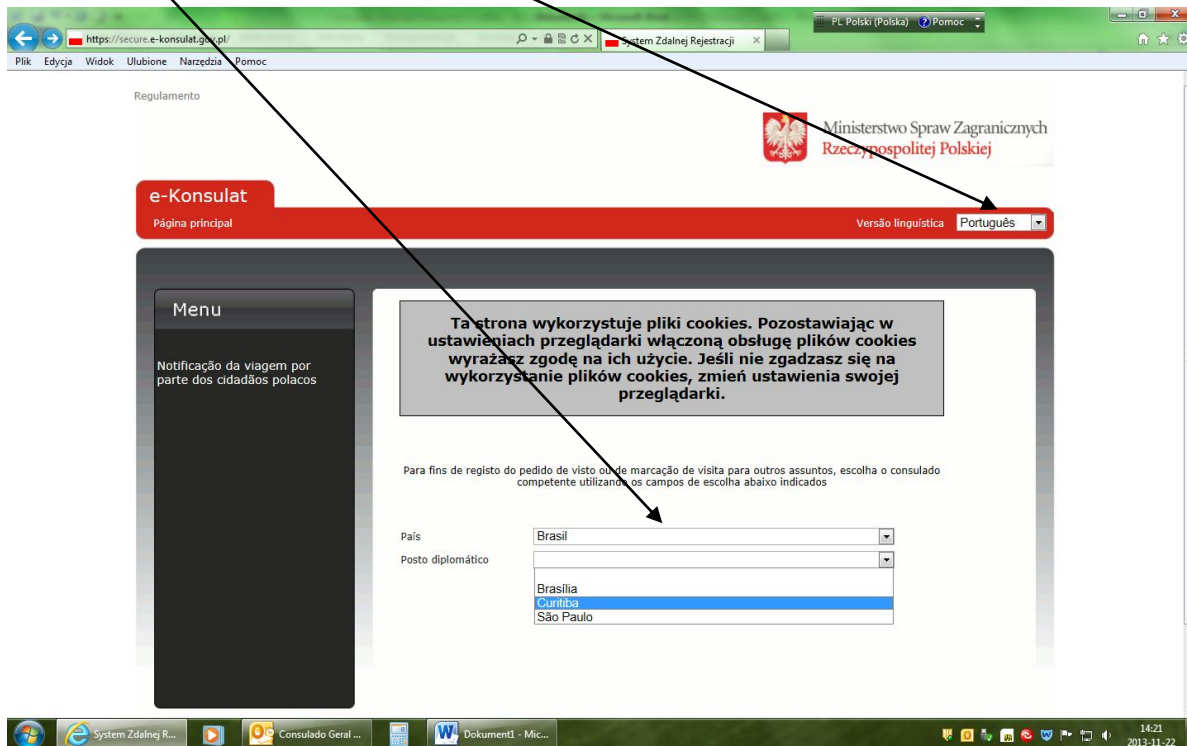 PL Polski (Polska) Pomoc
https://secure.e-konsulat.gov.pl/
System Zdalnej Rejestracji
Plik Edycja Widok Ulubione Narzędzia Pomoc
Regulamento
Ministerstwo Spraw Zagranicznych
Rzeczypospolitej Polskiej
e-Konsulat
Página principal
Versão linguística Português
Menu
Notificação da viagem por
parte dos cidadãos polacos
Ta strona wykorzystuje pliki cookies. Pozostawiając w
ustawieniach przeglądarki włączoną obsługę plików cookies
wyrażasz zgodę na ich użycie. Jeśli nie zgadzasz się na
wykorzystanie plików cookies, zmień ustawienia swojej
przeglądarki.
Para fins de registo do pedido de visto ou de marcação de visita para outros assuntos, escolha o consulado
competente utilizando os campos de escolha abaixo indicados
País Brasil
Posto diplomático
Brasília
Curitiba
São Paulo
System Zdalnej R... Consulado Geral ... Dokument1 - Mic...
14:21
2013-11-22